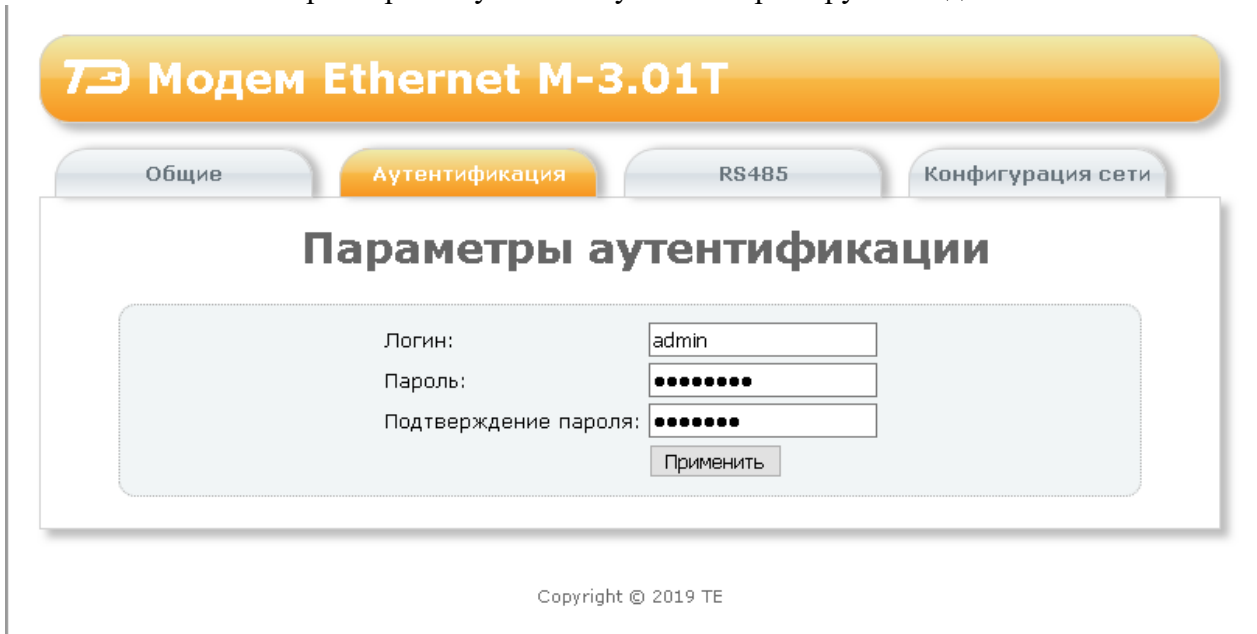 ТЭ Модем Ethernet M-3.01T
Общие
Аутентификация
RS485
Конфигурация сети
Параметры аутентификации
Логин:
admin
Пароль:
••••••••
Подтверждение пароля:
•••••••
Применить
Copyright © 2019 TE